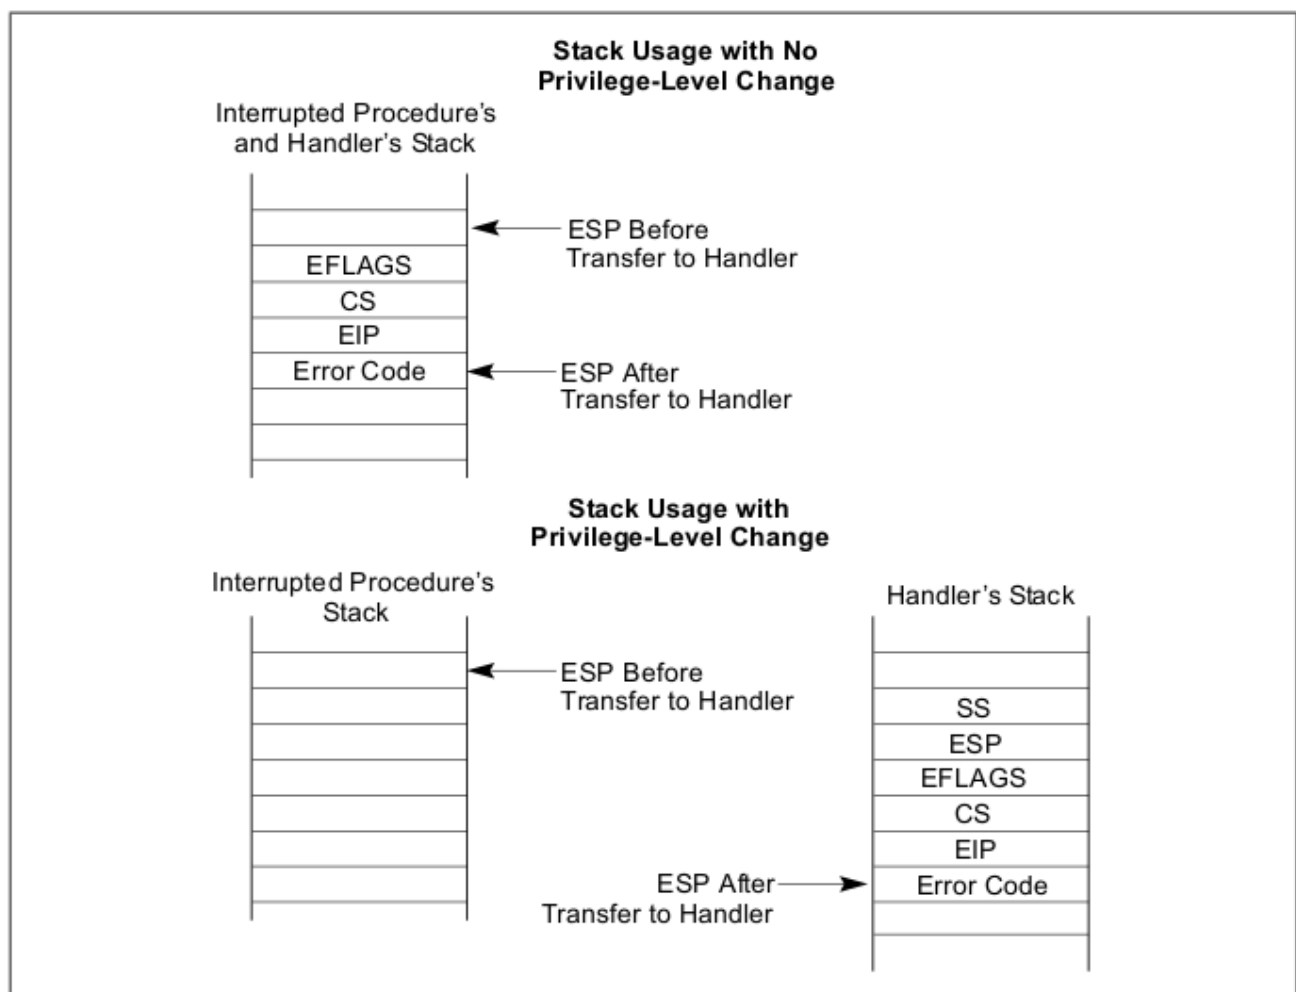 Stack Usage with No
Privilege-Level Change
Interrupted Procedure's
and Handler's Stack
ESP Before
Transfer to Handler
EFLAGS
CS
EIP
Error Code
ESP After
Transfer to Handler
Stack Usage with
Privilege-Level Change
Interrupted Procedure's
Stack
Handler's Stack
ESP Before
Transfer to Handler
SS
ESP
EFLAGS
CS
EIP
ESP After
Transfer to Handler
Error Code